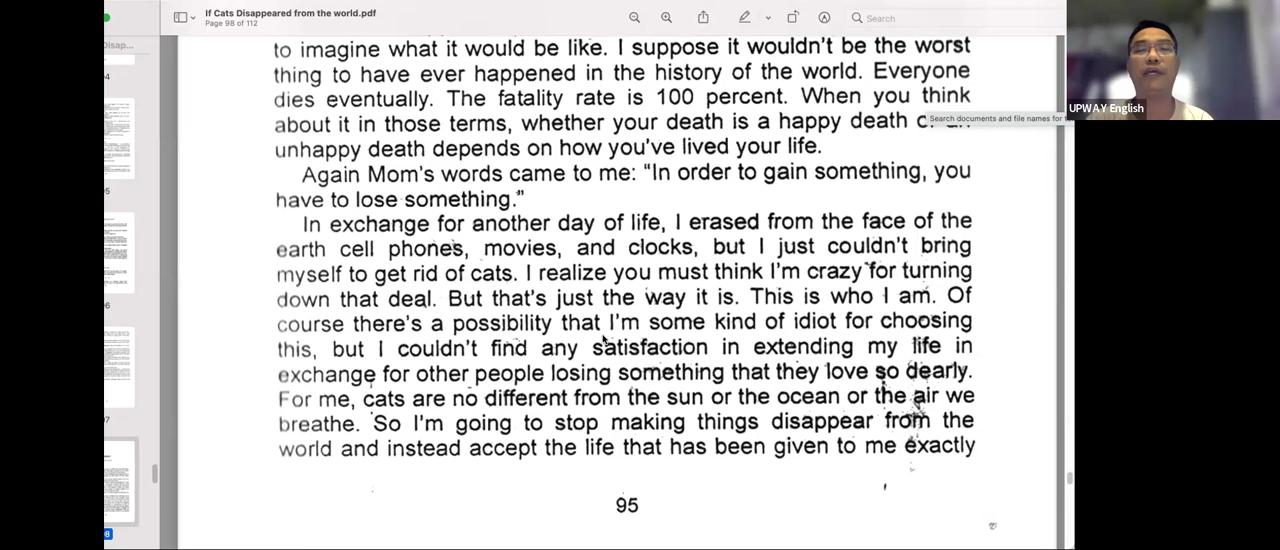 If Cats Disappeared from the world.pdf
Page 98 of 112
Search
Disap...
UPWAY English
Search documents and file names for
to imagine what it would be like. I suppose it wouldn't be the worst
thing to have ever happened in the history of the world. Everyone
dies eventually. The fatality rate is 100 percent. When you think
about it in those terms, whether your death is a happy death
unhappy death depends on how you've lived your life.
Again Mom's words came to me: “In order to gain something, you
have to lose something.”
In exchange for another day of life, I erased from the face of the
earth cell phones, movies, and clocks, but I just couldn't bring
myself to get rid of cats. I realize you must think I'm crazy for turning
down that deal. But that's just the way it is. This is who I am. Of
course there's a possibility that I'm some kind of idiot for choosing
this, but I couldn't find any satisfaction in extending my life in
exchange for other people losing something that they love so dearly.
For me, cats are no different from the sun or the ocean or the air we
breathe. So I'm going to stop making things disappear from the
world and instead accept the life that has been given to me exactly
95